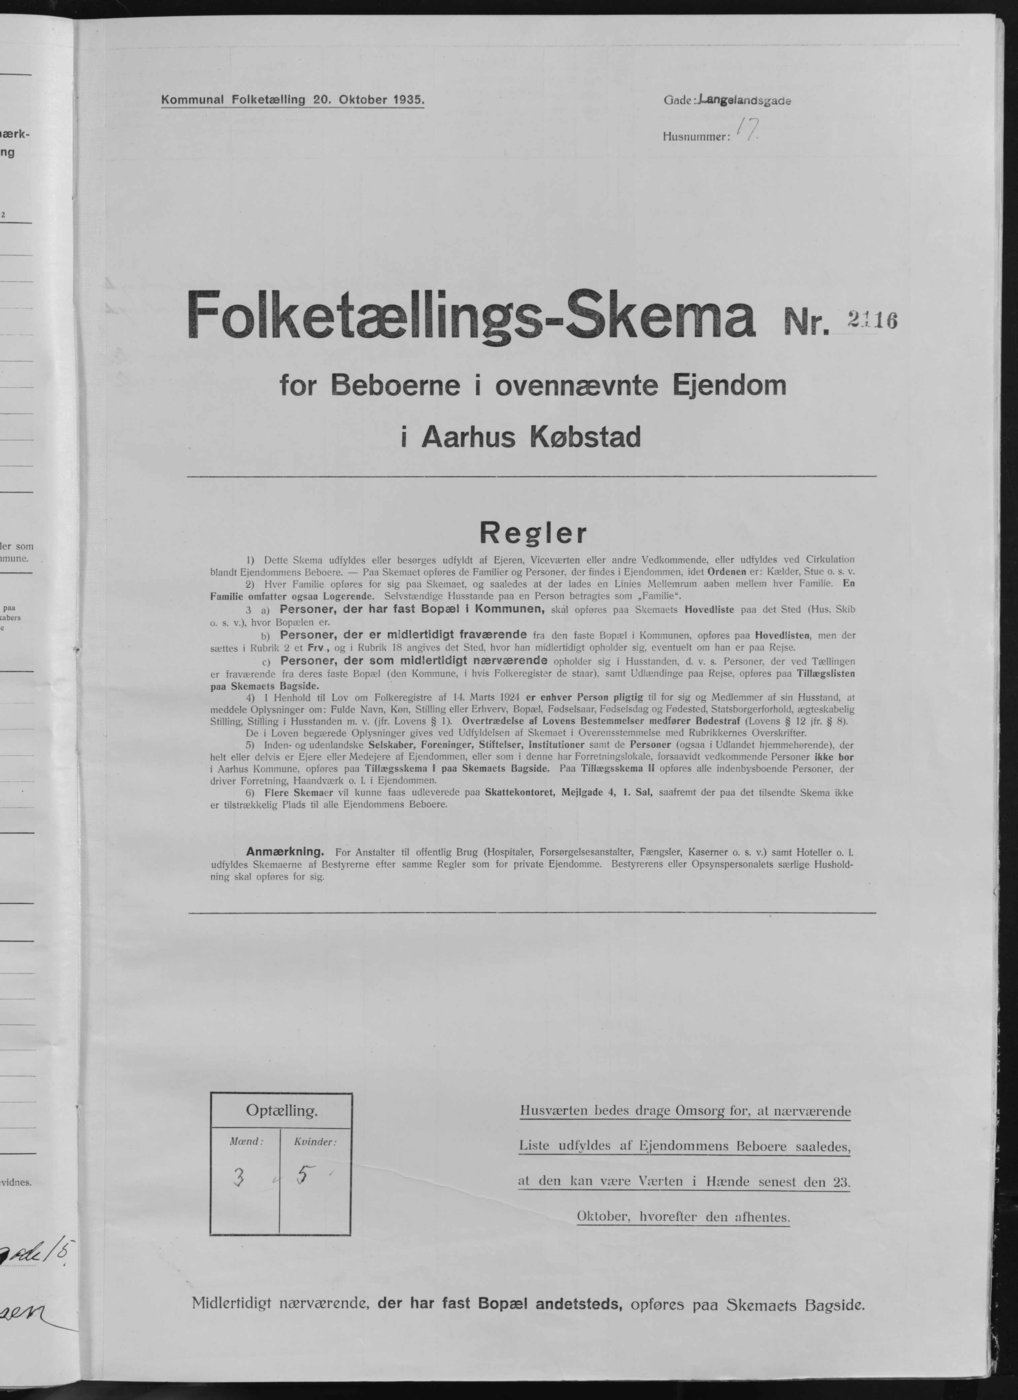 Kommunal Folketælling 20. Oktober 1935.
Gade: Langelandsgade
Husnummer: 17.
Folketællings-Skema Nr. 2116
for Beboerne i ovennævnte Ejendom
i Aarhus Købstad
Regler
1) Dette Skema udfyldes eller besørges udfyldt af Ejeren, Viceværten eller andre Vedkommende, eller udfyldes ved Cirkulation
blandt Ejendommens Beboere. — Paa Skemaet opføres de Familier og Personer, der findes i Ejendommen, idet Ordenen er: Kælder, Stue o. s. v.
2) Hver Familie opføres for sig paa Skemaet, og saaledes at der lades en Linies Mellemrum aaben mellem hver Familie. En
Familie omfatter ogsaa Logerende. Selvstændige Husstande paa en Person betragtes som „Familie“.
3 a) Personer, der har fast Bopæl i Kommunen, skal opføres paa Skemaets Hovedliste paa det Sted (Hus, Skib
o. s. v.), hvor Bopælen er.
b) Personer, der er midlertidigt fraværende fra den faste Bopæl i Kommunen, opføres paa Hovedlisten, men der
sættes i Rubrik 2 et Frv., og i Rubrik 18 angives det Sted, hvor han midlertidigt opholder sig, eventuelt om han er paa Rejse.
c) Personer, der som midlertidigt nærværende opholder sig i Husstanden, d. v. s. Personer, der ved Tællingen
er fraværende fra deres faste Bopæl (den Kommune, i hvis Folkeregister de staar), samt Udlændinge paa Rejse, opføres paa Tillægslisten
paa Skemaets Bagside.
4) I Henhold til Lov om Folkeregistre af 14. Marts 1924 er enhver Person pligtig til for sig og Medlemmer af sin Husstand, at
meddele Oplysninger om: Fulde Navn, Køn, Stilling eller Erhverv, Bopæl, Fødselsaar, Fødselsdag og Fødested, Statsborgerforhold, ægteskabelig
Stilling, Stilling i Husstanden m. v. (jfr. Lovens § 1). Overtrædelse af Lovens Bestemmelser medfører Bødestraf (Lovens § 12 jfr. § 8).
De i Loven begærede Oplysninger gives ved Udfyldelsen af Skemaet i Overensstemmelse med Rubrikkernes Overskrifter.
5) Inden- og udenlandske Selskaber, Foreninger, Stiftelser, Institutioner samt de Personer (ogsaa i Udlandet hjemmehørende), der
helt eller delvis er Ejere eller Medejere af Ejendommen, eller som i denne har Forretningslokale, forsaavidt vedkommende Personer ikke bor
i Aarhus Kommune, opføres paa Tillægsskema I paa Skemaets Bagside. Paa Tillægsskema II opføres alle indenbysboende Personer, der
driver Forretning, Haandværk o. l. i Ejendommen.
6) Flere Skemaer vil kunne faas udleverede paa Skattekontoret, Mejlgade 4, 1. Sal, saafremt der paa det tilsendte Skema ikke
er tilstrækkelig Plads til alle Ejendommens Beboere.
Anmærkning. For Anstalter til offentlig Brug (Hospitaler, Forsørgelsesanstalter, Fængsler, Kaserner o. s. v.) samt Hoteller o. l.
udfyldes Skemaerne af Bestyrerne efter samme Regler som for private Ejendomme. Bestyrerens eller Opsynspersonalets særlige Hushold-
ning skal opføres for sig.
Optælling.
Mænd: Kvinder:
3 5
Husværten bedes drage Omsorg for, at nærværende
Liste udfyldes af Ejendommens Beboere saaledes,
at den kan være Værten i Hænde senest den 23.
Oktober, hvorefter den afhentes.
Midlertidigt nærværende, der har fast Bopæl andetsteds, opføres paa Skemaets Bagside.